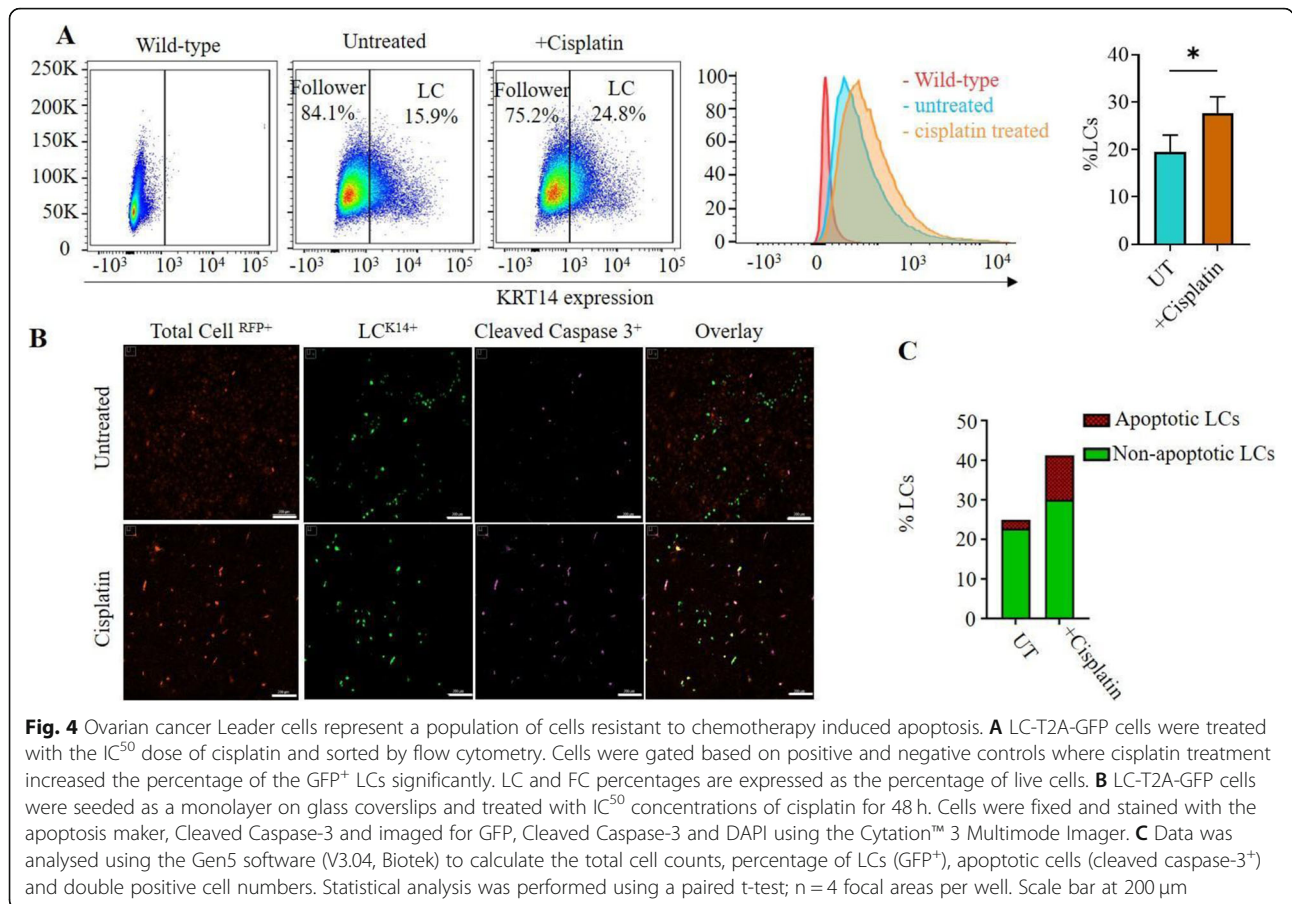 A
Wild-type
Untreated
+Cisplatin
250K
200K
150K
100K
50K
0
Follower
84.1%
LC
15.9%
Follower
75.2%
LC
24.8%
-10³ 10³ 10⁴ 10⁵
-10³ 10³ 10⁴ 10⁵
-10³ 10³ 10⁴ 10⁵
100
80
60
40
20
0
- Wild-type
- untreated
- cisplatin treated
-10³ 0 10³ 10⁴
KRT14 expression
%LCs
40
30
20
10
0
*
UT
+Cisplatin
B
Total Cell ᴿFP+
LCᴷ¹⁴⁺
Cleaved Caspase 3⁺
Overlay
Untreated
Cisplatin
C
% LCs
50
40
30
20
10
0
UT
+Cisplatin
Apoptotic LCs
Non-apoptotic LCs
Fig. 4 Ovarian cancer Leader cells represent a population of cells resistant to chemotherapy induced apoptosis. A LC-T2A-GFP cells were treated
with the IC⁵⁰ dose of cisplatin and sorted by flow cytometry. Cells were gated based on positive and negative controls where cisplatin treatment
increased the percentage of the GFP⁺ LCs significantly. LC and FC percentages are expressed as the percentage of live cells. B LC-T2A-GFP cells
were seeded as a monolayer on glass coverslips and treated with IC⁵⁰ concentrations of cisplatin for 48 h. Cells were fixed and stained with the
apoptosis maker, Cleaved Caspase-3 and imaged for GFP, Cleaved Caspase-3 and DAPI using the Cytation™ 3 Multimode Imager. C Data was
analysed using the Gen5 software (V3.04, Biotek) to calculate the total cell counts, percentage of LCs (GFP⁺), apoptotic cells (cleaved caspase-3⁺)
and double positive cell numbers. Statistical analysis was performed using a paired t-test; n = 4 focal areas per well. Scale bar at 200 μm